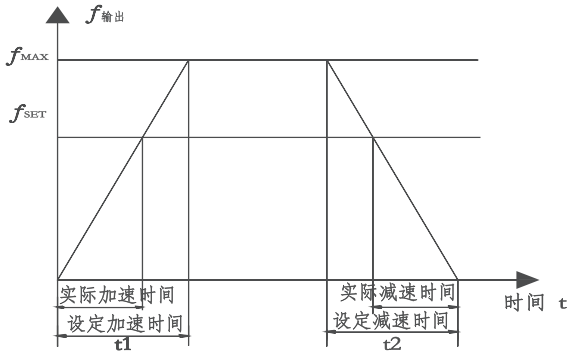 f输出
fMAX
fSET
实际加速时间 实际减速时间
时间 t
设定加速时间 设定减速时间
t1 t2